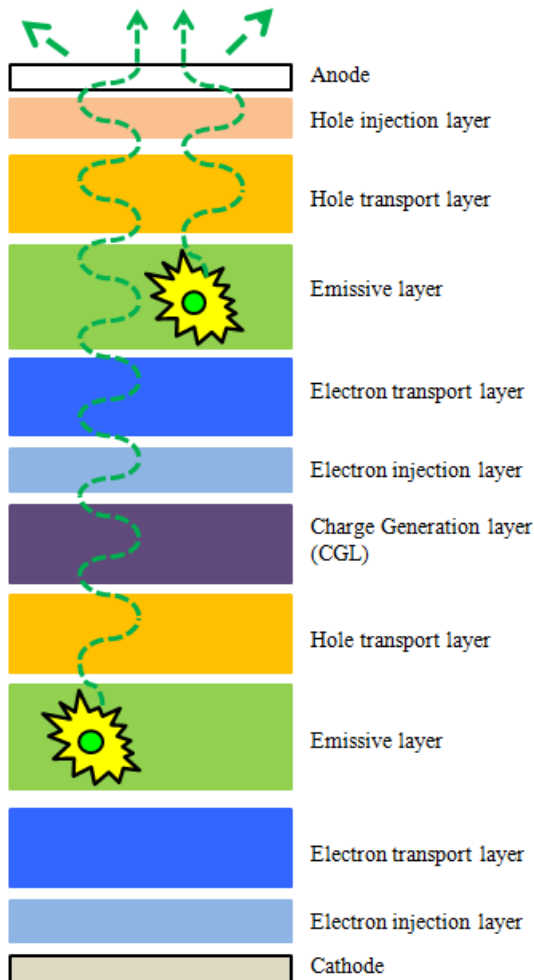 Anode
Hole injection layer
Hole transport layer
Emissive layer
Electron transport layer
Electron injection layer
Charge Generation layer
(CGL)
Hole transport layer
Emissive layer
Electron transport layer
Electron injection layer
Cathode